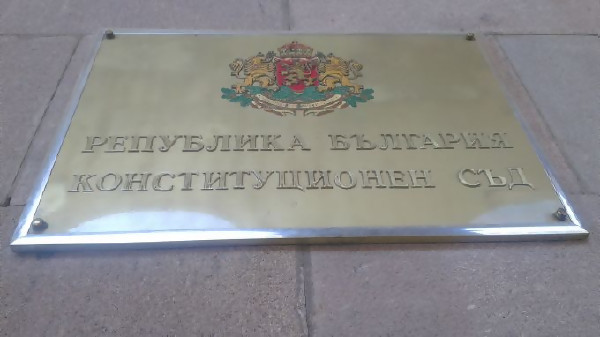 РЕПУБЛИКА БЪЛГАРИЯ
КОНСТИТУЦИОНЕН СЪД